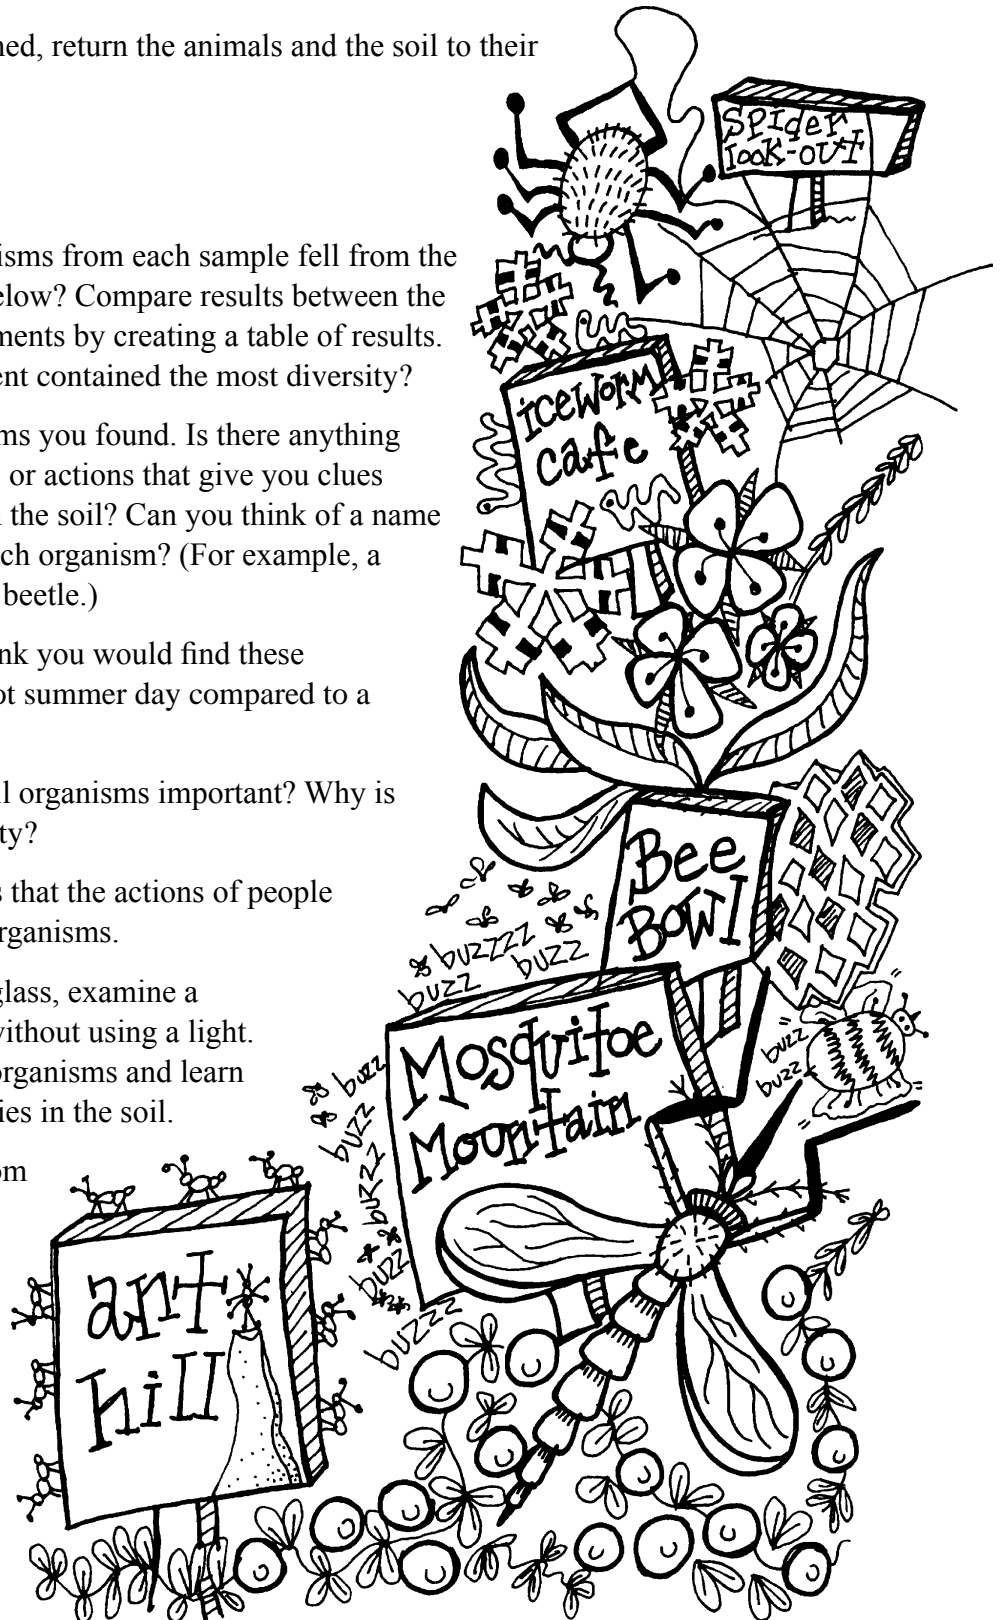 ned, return the animals and the soil to their
isms from each sample fell from the
elow? Compare results between the
ments by creating a table of results.
ent contained the most diversity?
ms you found. Is there anything
, or actions that give you clues
n the soil? Can you think of a name
ch organism? (For example, a
beetle.)
nk you would find these
ot summer day compared to a
il organisms important? Why is
ity?
s that the actions of people
rganisms.
glass, examine a
vithout using a light.
organisms and learn
ies in the soil.
om
Spider
look-out
iceworm
cafe
Bee
Bowl
buzzzz
buzz
buzz
Mosquitoe
Mountain
buzz
buzz
buzz
buzz
buzzz
buzz
buzzz
ant
hill